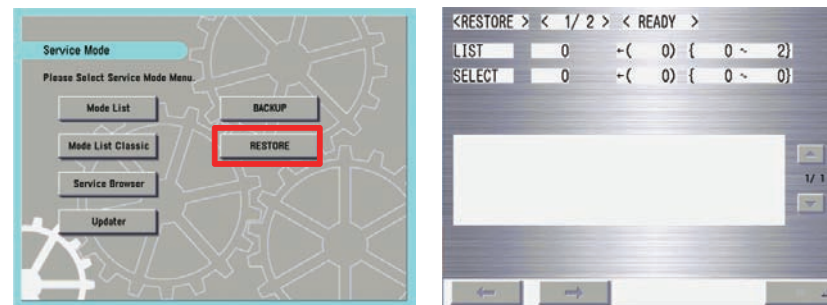 Service Mode
Please Select Service Mode Menu.
Mode List
BACKUP
Mode List Classic
RESTORE
Service Browser
Updater
<RESTORE > < 1/ 2 > < READY >
LIST 0 ←( 0) { 0 ~ 2}
SELECT 0 ←( 0) { 0 ~ 0}
1/ 1
← →